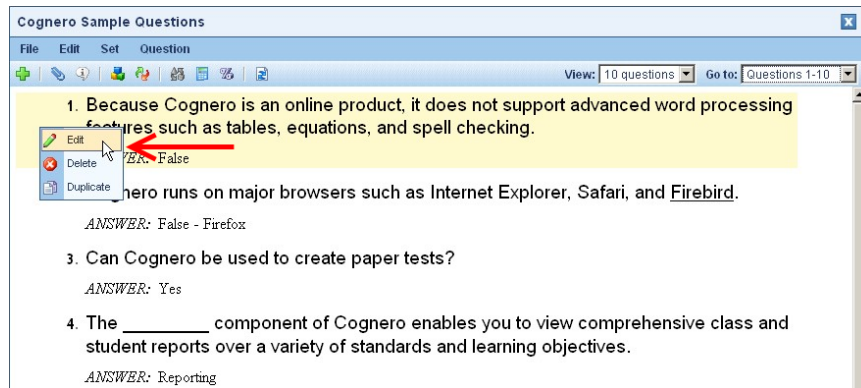 Cognero Sample Questions
File Edit Set Question
View: 10 questions Go to: Questions 1-10
1. Because Cognero is an online product, it does not support advanced word processing
features such as tables, equations, and spell checking.
Edit
False
Delete
Duplicate
runs on major browsers such as Internet Explorer, Safari, and Firebird.
ANSWER: False - Firefox
3. Can Cognero be used to create paper tests?
ANSWER: Yes
4. The _________ component of Cognero enables you to view comprehensive class and
student reports over a variety of standards and learning objectives.
ANSWER: Reporting